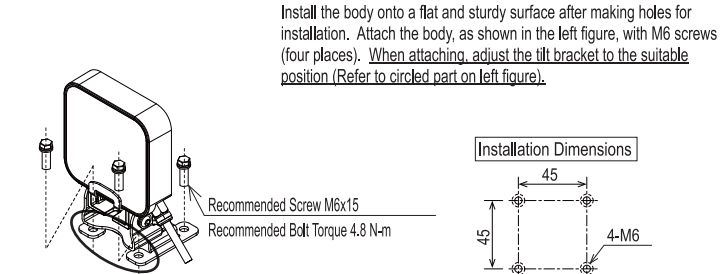 Install the body onto a flat and sturdy surface after making holes for
installation. Attach the body, as shown in the left figure, with M6 screws
(four places). When attaching, adjust the tilt bracket to the suitable
position (Refer to circled part on left figure).
Installation Dimensions
45
Recommended Screw M6x15
Recommended Bolt Torque 4.8 N-m
45
4-M6